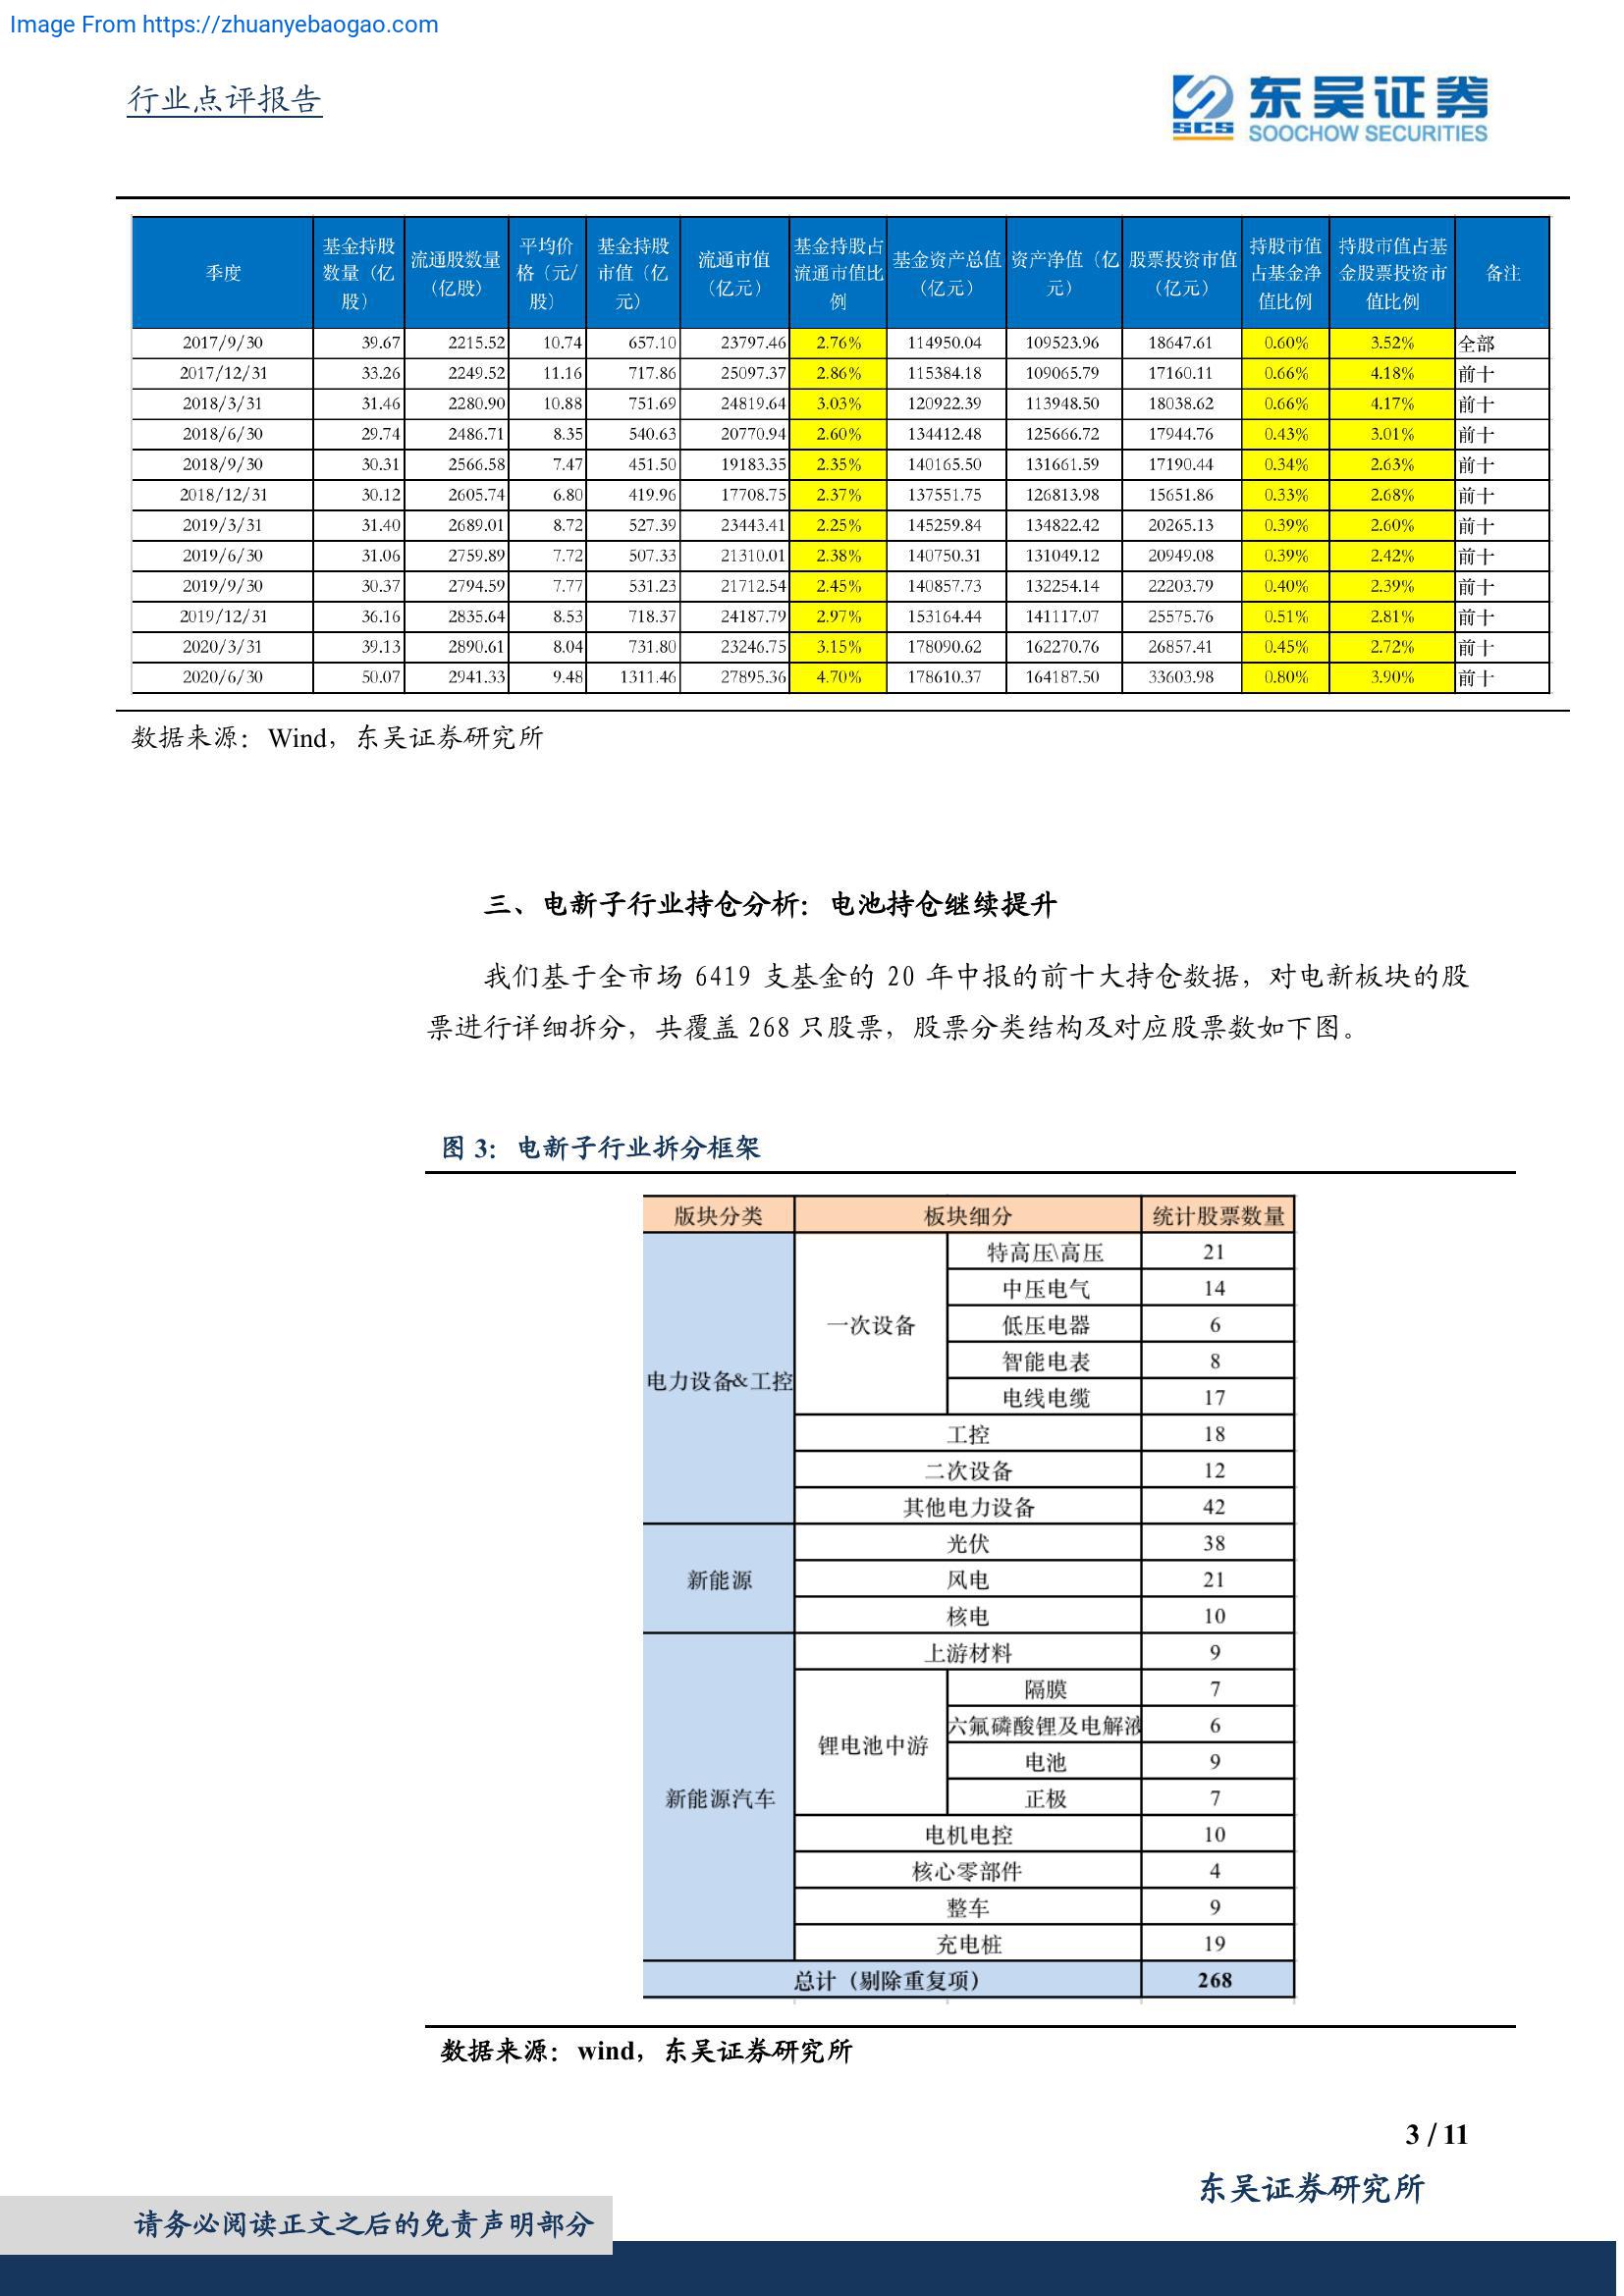 Image From https://zhuanyebaogao.com
行业点评报告
东吴证券
SCS SOOCHOW SECURITIES
季度 基金持股数量（亿股） 流通股数量（亿股） 平均价格（元/股） 基金持股市值（亿元） 流通市值（亿元） 基金持股占流通市值比例 基金资产总值（亿元） 资产净值（亿元） 股票投资市值（亿元） 持股市值占基金净值比例 持股市值占基金股票投资市值比例 备注
2017/9/30 39.67 2215.52 10.74 657.10 23797.46 2.76% 114950.04 109523.96 18647.61 0.60% 3.52% 全部
2017/12/31 33.26 2249.52 11.16 717.86 25097.37 2.86% 115384.18 109065.79 17160.11 0.66% 4.18% 前十
2018/3/31 31.46 2280.90 10.88 751.69 24819.64 3.03% 120922.39 113948.50 18038.62 0.66% 4.17% 前十
2018/6/30 29.74 2486.71 8.35 540.63 20770.94 2.60% 134412.48 125666.72 17944.76 0.43% 3.01% 前十
2018/9/30 30.31 2566.58 7.47 451.50 19183.35 2.35% 140165.50 131661.59 17190.44 0.34% 2.63% 前十
2018/12/31 30.12 2605.74 6.80 419.96 17708.75 2.37% 137551.75 126813.98 15651.86 0.33% 2.68% 前十
2019/3/31 31.40 2689.01 8.72 527.39 23443.41 2.25% 145259.84 134822.42 20265.13 0.39% 2.60% 前十
2019/6/30 31.06 2759.89 7.72 507.33 21310.01 2.38% 140750.31 131049.12 20949.08 0.39% 2.42% 前十
2019/9/30 30.37 2794.59 7.77 531.23 21712.54 2.45% 140857.73 132254.14 22203.79 0.40% 2.39% 前十
2019/12/31 36.16 2835.64 8.53 718.37 24187.79 2.97% 153164.44 141117.07 25575.76 0.51% 2.81% 前十
2020/3/31 39.13 2890.61 8.04 731.80 23246.75 3.15% 178090.62 162270.76 26857.41 0.45% 2.72% 前十
2020/6/30 50.07 2941.33 9.48 1311.46 27895.36 4.70% 178610.37 164187.50 33603.98 0.80% 3.90% 前十
数据来源：Wind，东吴证券研究所
三、电新子行业持仓分析：电池持仓继续提升
我们基于全市场 6419 支基金的 20 年中报的前十大持仓数据，对电新板块的股
票进行详细拆分，共覆盖 268 只股票，股票分类结构及对应股票数如下图。
图 3：电新子行业拆分框架
版块分类 板块细分 统计股票数量
电力设备&工控 一次设备 特高压\高压 21
中压电气 14
低压电器 6
智能电表 8
电线电缆 17
工控 18
二次设备 12
其他电力设备 42
新能源 光伏 38
风电 21
核电 10
新能源汽车 上游材料 9
锂电池中游 隔膜 7
六氟磷酸锂及电解液 6
电池 9
正极 7
电机电控 10
核心零部件 4
整车 9
充电桩 19
总计（剔除重复项） 268
数据来源：wind，东吴证券研究所
3 / 11
东吴证券研究所
请务必阅读正文之后的免责声明部分